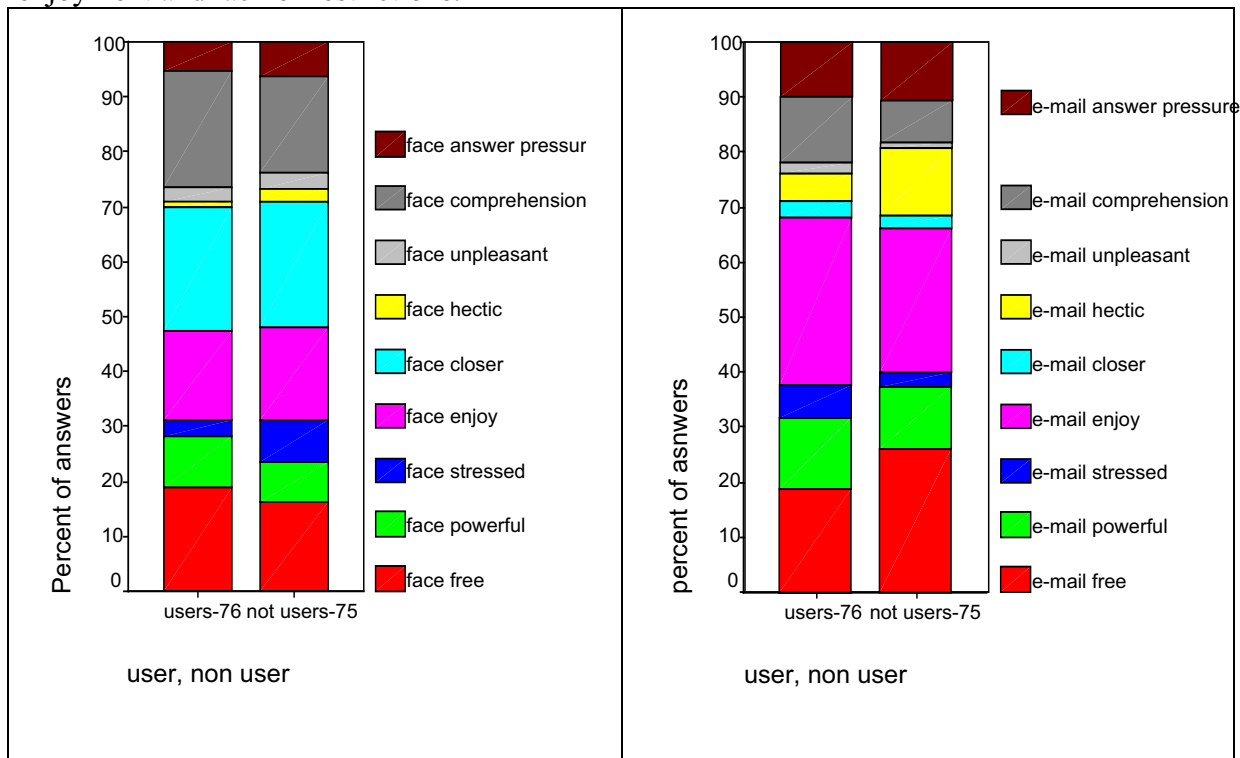 100
90
80
70
60
50
40
30
20
10
0
Percent of answers
users-76 not users-75
user, non user
face answer pressur
face comprehension
face unpleasant
face hectic
face closer
face enjoy
face stressed
face powerful
face free
100
90
80
70
60
50
40
30
20
10
0
percent of asnwers
users-76 not users-75
user, non user
e-mail answer pressure
e-mail comprehension
e-mail unpleasant
e-mail hectic
e-mail closer
e-mail enjoy
e-mail stressed
e-mail powerful
e-mail free